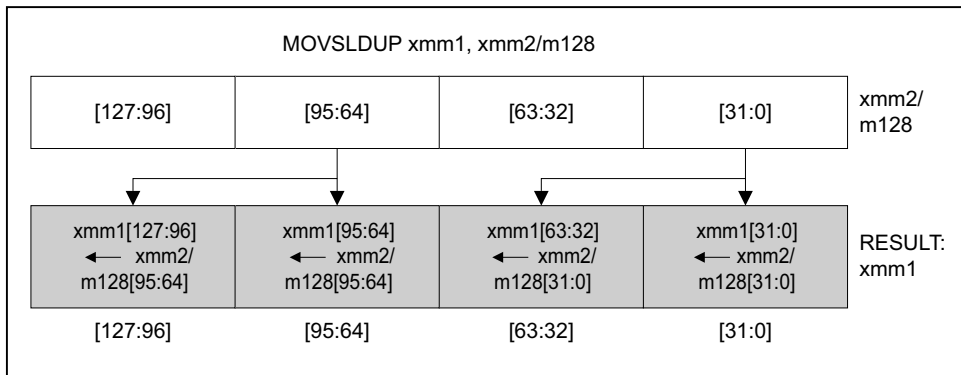 MOVSLDUP xmm1, xmm2/m128
[127:96] [95:64] [63:32] [31:0]
xmm2/
m128
xmm1[127:96]
← xmm2/
m128[95:64]
xmm1[95:64]
← xmm2/
m128[95:64]
xmm1[63:32]
← xmm2/
m128[31:0]
xmm1[31:0]
← xmm2/
m128[31:0]
RESULT:
xmm1
[127:96] [95:64] [63:32] [31:0]